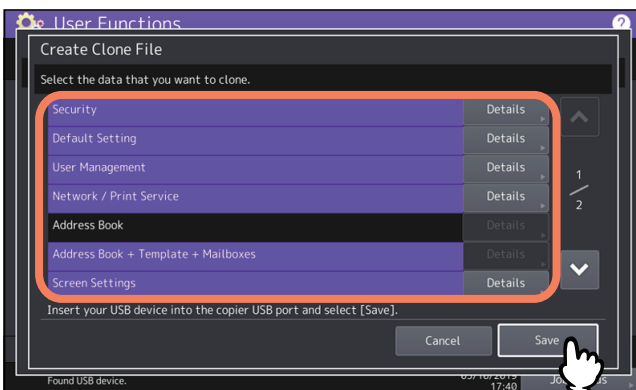 User Functions ?
Create Clone File
Select the data that you want to clone.
Security Details
Default Setting Details
User Management Details
Network / Print Service Details
Address Book Details
Address Book + Template + Mailboxes Details
Screen Settings Details
1
2
Insert your USB device into the copier USB port and select [Save].
Cancel Save
Found USB device.
17:40